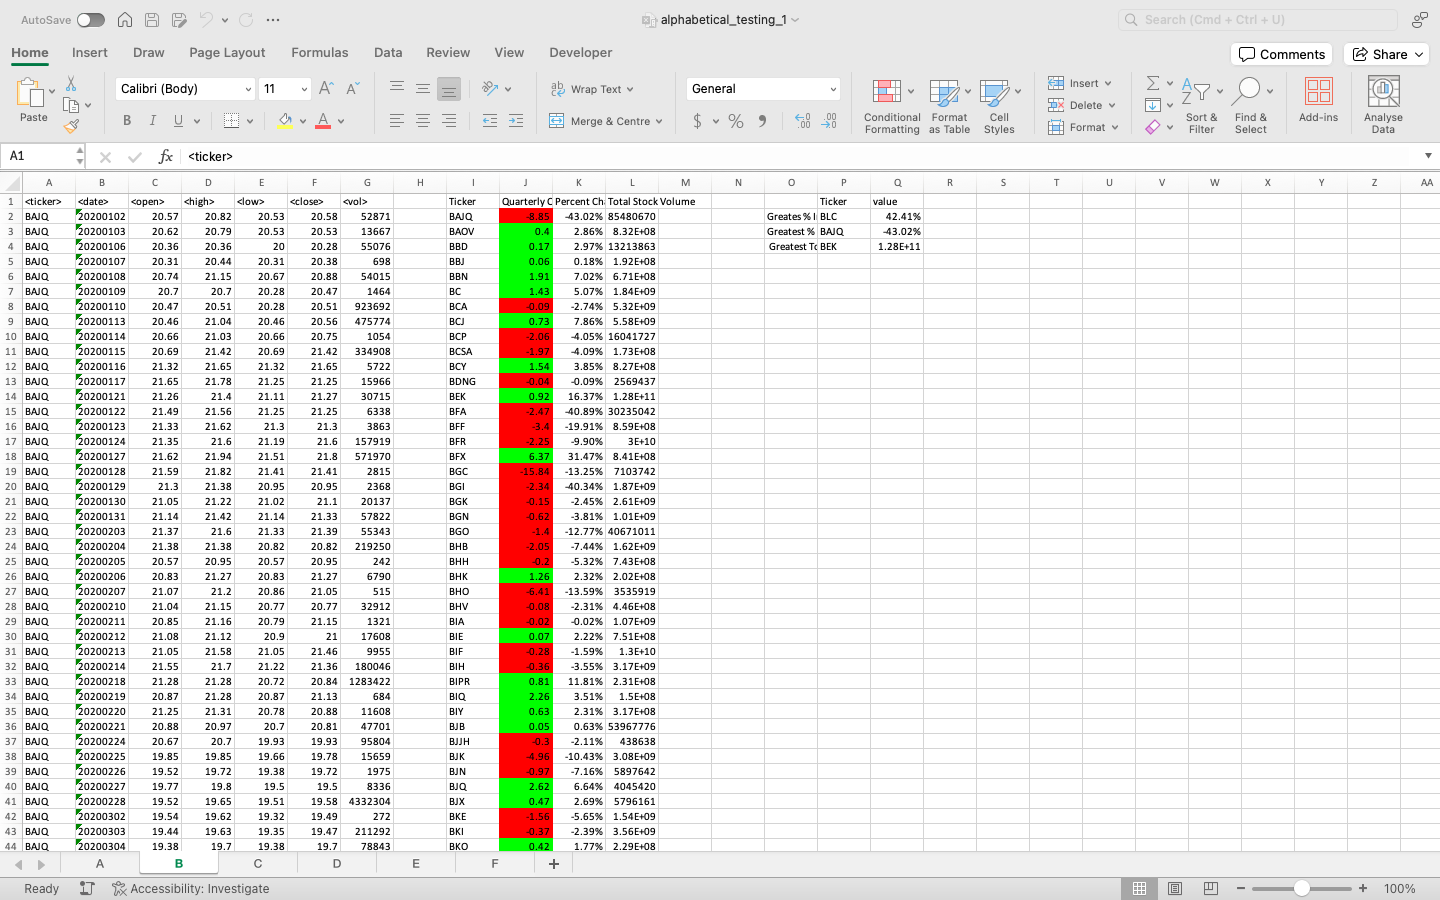 AutoSave
alphabetical_testing_1
Search (Cmd + Ctrl + U)
Home Insert Draw Page Layout Formulas Data Review View Developer
Comments Share
Paste
Calibri (Body) 11
B I U
Wrap Text
Merge & Centre
General
$ % 9
Conditional Formatting
Format as Table
Cell Styles
Insert
Delete
Format
Sort & Filter
Find & Select
Add-ins
Analyse Data
A1 fx <ticker>
A B C D E F G H I J K L M N O P Q R S T U V W X Y Z AA
1 <ticker> <date> <open> <high> <low> <close> <vol> Ticker Quarterly C Percent Ch Total Stock Volume Ticker value
2 BAJQ 20200102 20.57 20.82 20.53 20.58 52871 BAJQ -8.85 -43.02% 85480670 Greates % I BLC 42.41%
3 BAJQ 20200103 20.62 20.79 20.53 20.53 13667 BAOV 0.4 2.86% 8.32E+08 Greatest % BAJQ -43.02%
4 BAJQ 20200106 20.36 20.36 20 20.28 55076 BBD 0.17 2.97% 13213863 Greatest To BEK 1.28E+11
5 BAJQ 20200107 20.31 20.44 20.31 20.38 698 BBJ 0.06 0.18% 1.92E+08
6 BAJQ 20200108 20.74 21.15 20.67 20.88 54015 BBN 1.91 7.02% 6.71E+08
7 BAJQ 20200109 20.7 20.7 20.28 20.47 1464 BC 1.43 5.07% 1.84E+09
8 BAJQ 20200110 20.47 20.51 20.28 20.51 923692 BCA -0.09 -2.74% 5.32E+09
9 BAJQ 20200113 20.46 21.04 20.46 20.56 475774 BCJ 0.73 7.86% 5.58E+09
10 BAJQ 20200114 20.66 21.03 20.66 20.75 1054 BCP -2.06 -4.05% 16041727
11 BAJQ 20200115 20.69 21.42 20.69 21.42 334908 BCSA -1.97 -4.09% 1.73E+08
12 BAJQ 20200116 21.32 21.65 21.32 21.65 5722 BCY 1.54 3.85% 8.27E+08
13 BAJQ 20200117 21.65 21.78 21.25 21.25 15966 BDNG -0.04 -0.09% 2569437
14 BAJQ 20200121 21.26 21.4 21.11 21.27 30715 BEK 0.92 16.37% 1.28E+11
15 BAJQ 20200122 21.49 21.56 21.25 21.25 6338 BFA -2.47 -40.89% 30235042
16 BAJQ 20200123 21.33 21.62 21.3 21.3 3863 BFF -3.4 -19.91% 8.59E+08
17 BAJQ 20200124 21.35 21.6 21.19 21.6 157919 BFR -2.25 -9.90% 3E+10
18 BAJQ 20200127 21.62 21.94 21.51 21.8 571970 BFX 6.37 31.47% 8.41E+08
19 BAJQ 20200128 21.59 21.82 21.41 21.41 2815 BGC -15.84 -13.25% 7103742
20 BAJQ 20200129 21.3 21.38 20.95 20.95 2368 BGI -2.34 -40.34% 1.87E+09
21 BAJQ 20200130 21.05 21.22 21.02 21.1 20137 BGK -0.15 -2.45% 2.61E+09
22 BAJQ 20200131 21.14 21.42 21.14 21.33 57822 BGN -0.62 -3.81% 1.01E+09
23 BAJQ 20200203 21.37 21.6 21.33 21.39 55343 BGO -1.4 -12.77% 40671011
24 BAJQ 20200204 21.38 21.38 20.82 20.82 219250 BHB -2.05 -7.44% 1.62E+09
25 BAJQ 20200205 20.57 20.95 20.57 20.95 242 BHH -0.2 -5.32% 7.43E+08
26 BAJQ 20200206 20.83 21.27 20.83 21.27 6790 BHK 1.26 2.32% 2.02E+08
27 BAJQ 20200207 21.07 21.2 20.86 21.05 515 BHO -6.41 -13.59% 3535919
28 BAJQ 20200210 21.04 21.15 20.77 20.77 32912 BHV -0.08 -2.31% 4.46E+08
29 BAJQ 20200211 20.85 21.16 20.79 21.15 1321 BIA -0.02 -0.02% 1.07E+09
30 BAJQ 20200212 21.08 21.12 20.9 21 17608 BIE 0.07 2.22% 7.51E+08
31 BAJQ 20200213 21.05 21.58 21.05 21.46 9955 BIF -0.28 -1.59% 1.3E+10
32 BAJQ 20200214 21.55 21.7 21.22 21.36 180046 BIH -0.36 -3.55% 3.17E+09
33 BAJQ 20200218 21.28 21.28 20.72 20.84 1283422 BIPR 0.81 11.81% 2.31E+08
34 BAJQ 20200219 20.87 21.28 20.87 21.13 684 BIQ 2.26 3.51% 1.5E+08
35 BAJQ 20200220 21.25 21.31 20.78 20.88 11608 BIY 0.63 2.31% 3.17E+08
36 BAJQ 20200221 20.88 20.97 20.7 20.81 47701 BJB 0.05 0.63% 53967776
37 BAJQ 20200224 20.67 20.7 19.93 19.93 95804 BJJH -0.3 -2.11% 438638
38 BAJQ 20200225 19.85 19.85 19.66 19.78 15659 BJK -4.96 -10.43% 3.08E+09
39 BAJQ 20200226 19.52 19.72 19.38 19.72 1975 BJN -0.97 -7.16% 5897642
40 BAJQ 20200227 19.77 19.8 19.5 19.5 8336 BJQ 2.62 6.64% 4045420
41 BAJQ 20200228 19.52 19.65 19.51 19.58 4332304 BJX 0.47 2.69% 5796161
42 BAJQ 20200302 19.54 19.62 19.32 19.49 272 BKE -1.56 -5.65% 1.54E+09
43 BAJQ 20200303 19.44 19.63 19.35 19.47 211292 BKI -0.37 -2.39% 3.56E+09
44 BAJQ 20200304 19.38 19.7 19.38 19.7 78843 BKO 0.42 1.77% 2.29E+08
A B C D E F +
Ready Accessibility: Investigate 100%